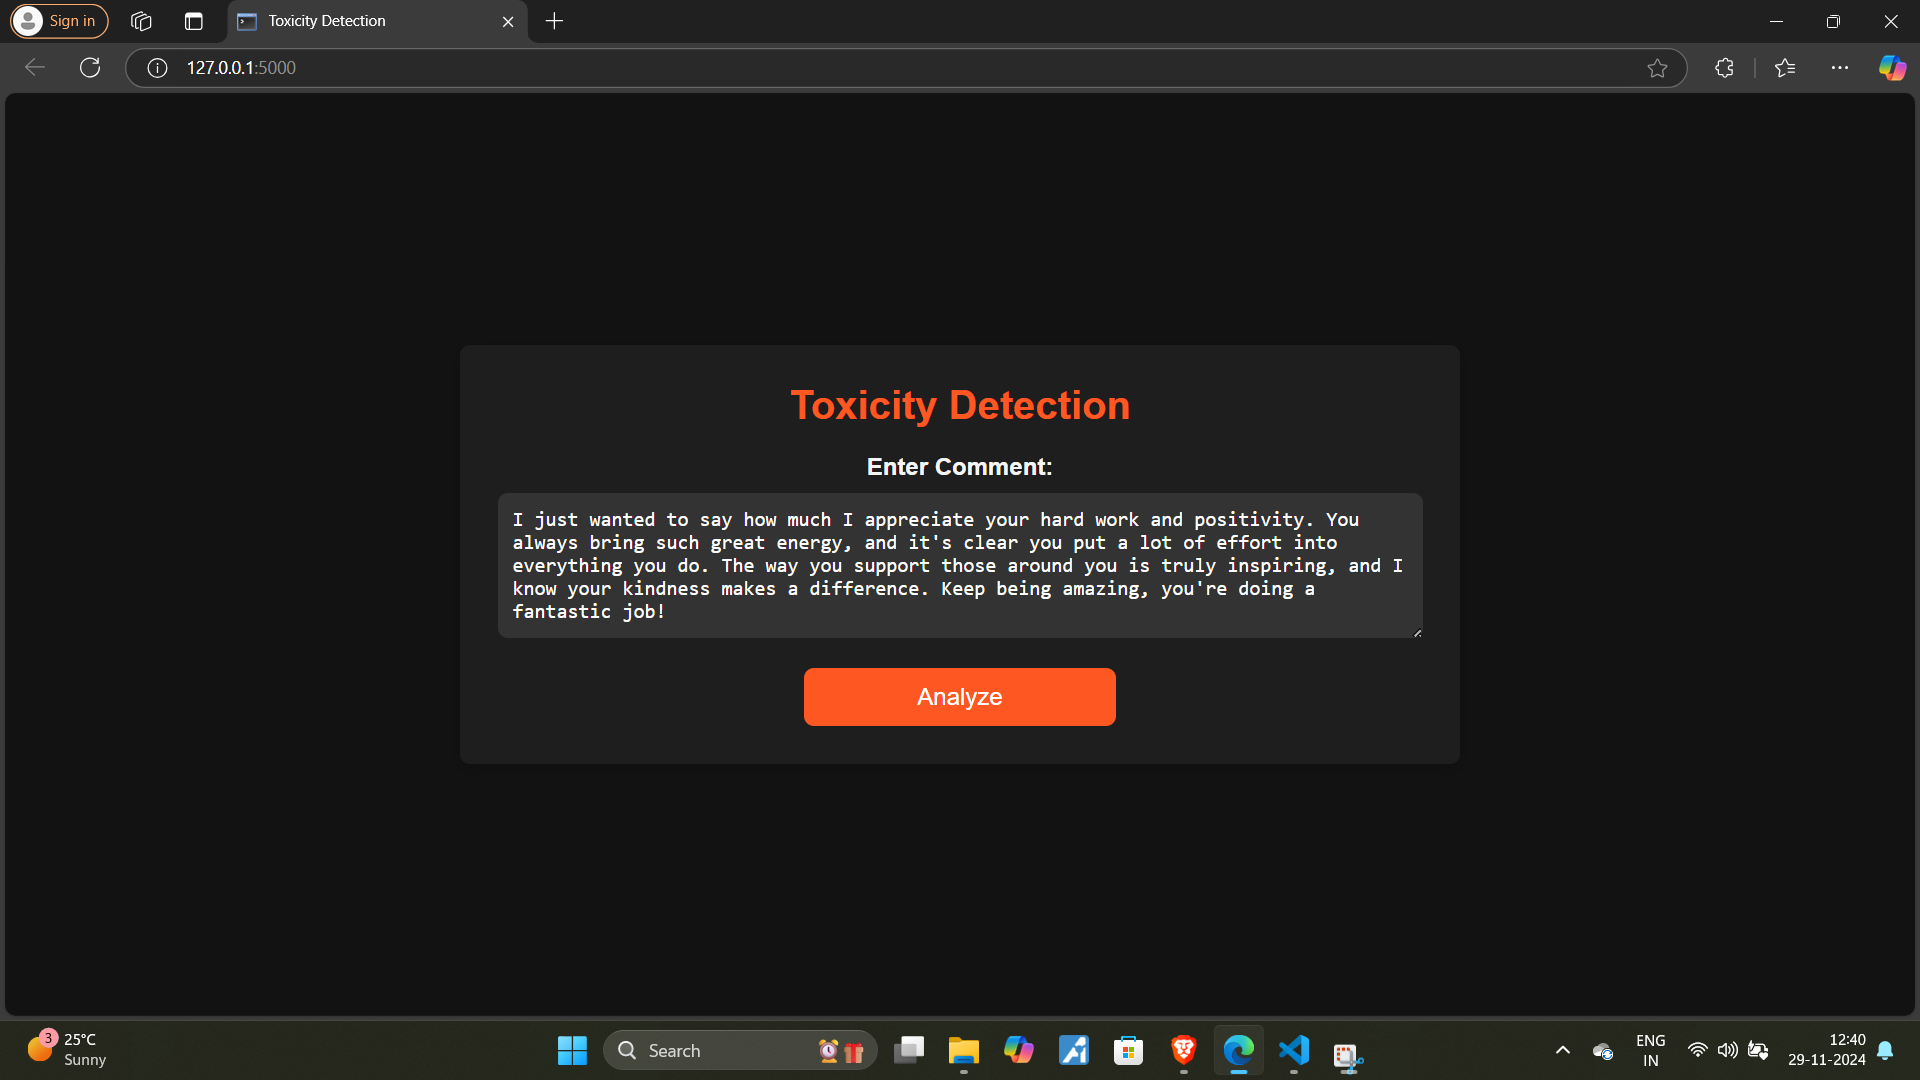 Sign in
Toxicity Detection
127.0.0.1:5000
Toxicity Detection
Enter Comment:
I just wanted to say how much I appreciate your hard work and positivity. You
always bring such great energy, and it's clear you put a lot of effort into
everything you do. The way you support those around you is truly inspiring, and I
know your kindness makes a difference. Keep being amazing, you're doing a
fantastic job!
Analyze
3
25°C
Sunny
Search
ENG
IN
12:40
29-11-2024